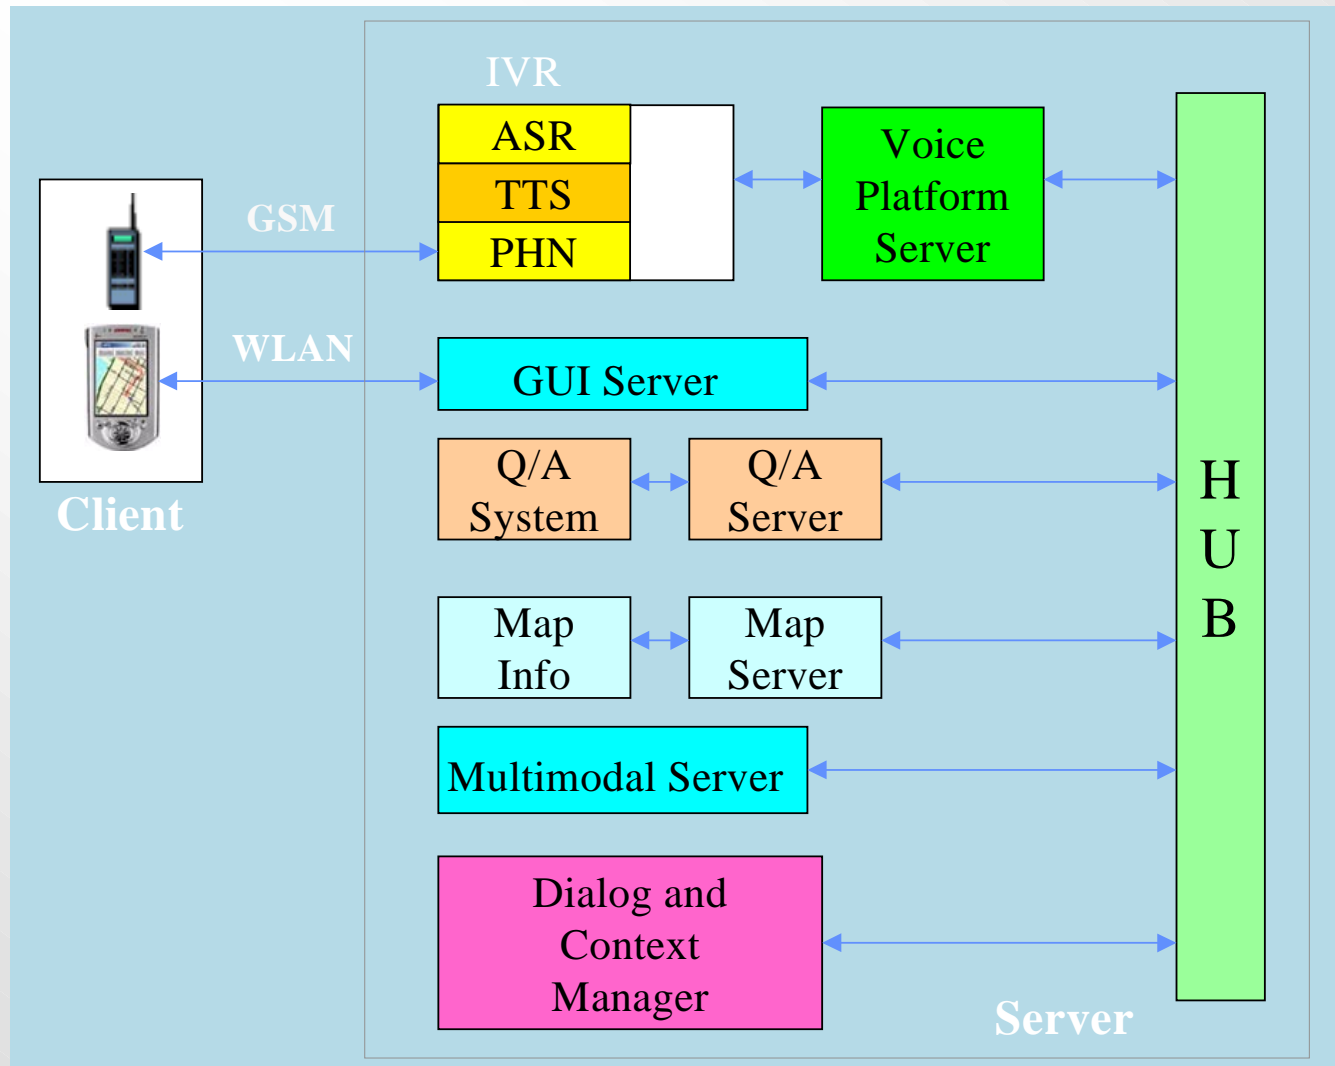 IVR
ASR
TTS
PHN
Voice
Platform
Server
GSM
WLAN
GUI Server
Client
Q/A
System
Q/A
Server
H
U
B
Map
Info
Map
Server
Multimodal Server
Dialog and
Context
Manager
Server